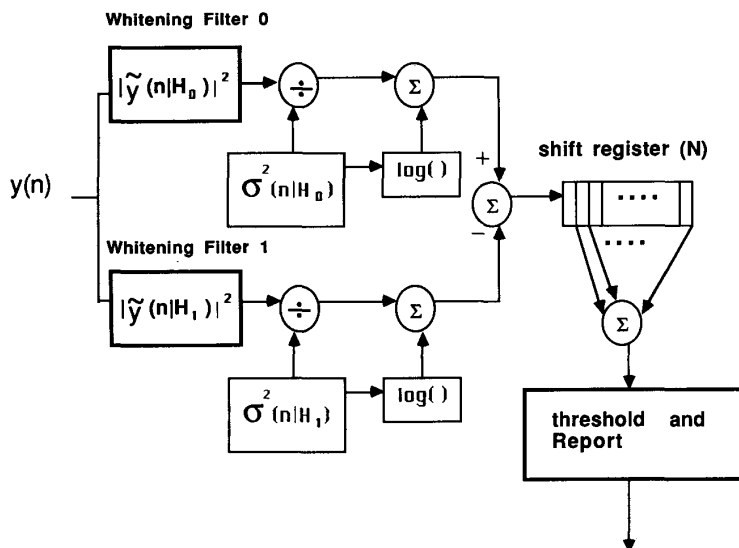 Whitening Filter 0
|ỹ(n|H₀)|²
÷
Σ
σ²(n|H₀)
log()
y(n)
+
Σ
−
shift register (N)
....
....
Whitening Filter 1
|ỹ(n|H₁)|²
÷
Σ
σ²(n|H₁)
log()
Σ
threshold and
Report